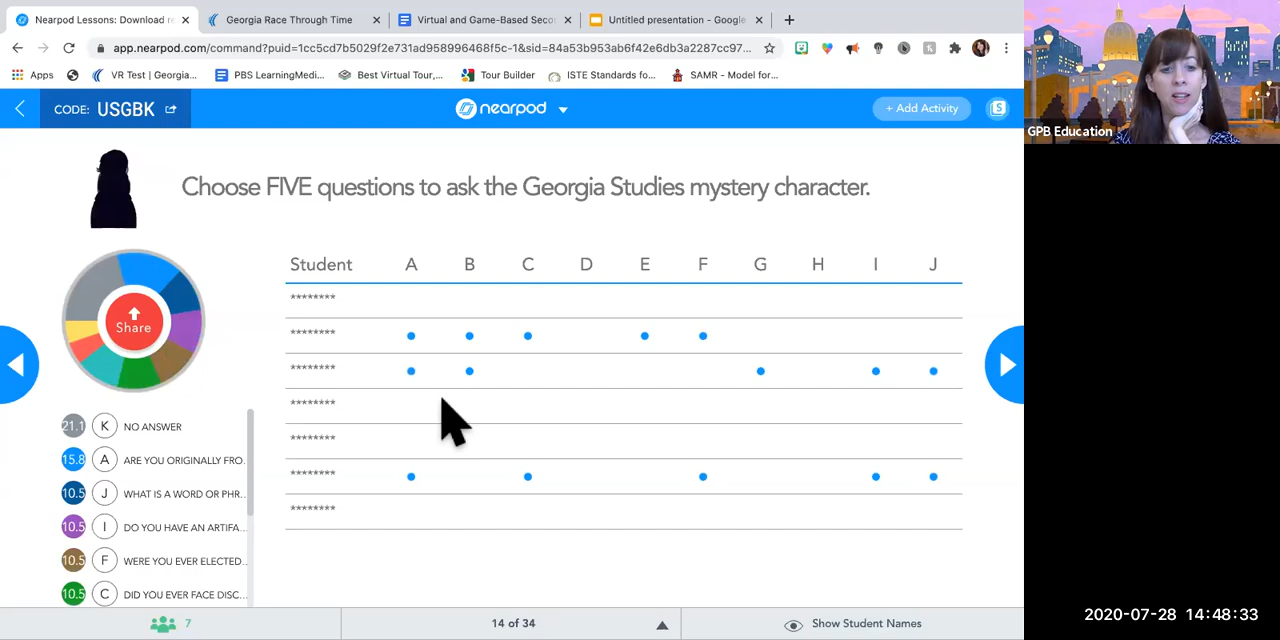 Nearpod Lessons: Download re
Georgia Race Through Time
Virtual and Game-Based Seco
Untitled presentation - Google
app.nearpod.com/command?puid=1cc5cd7b5029f2e731ad958996468f5c-1&sid=84a53b953ab6f42e6db3a2287cc97...
Apps
VR Test | Georgia...
PBS LearningMedi...
Best Virtual Tour,...
Tour Builder
ISTE Standards fo...
SAMR - Model for...
CODE: USGBK
nearpod
+ Add Activity
S
GPB Education
Choose FIVE questions to ask the Georgia Studies mystery character.
Share
Student A B C D E F G H I J
********
********
********
********
********
********
********
21.1 K NO ANSWER
15.8 A ARE YOU ORIGINALLY FRO..
10.5 J WHAT IS A WORD OR PHR..
10.5 I DO YOU HAVE AN ARTIFA...
10.5 F WERE YOU EVER ELECTED..
10.5 C DID YOU EVER FACE DISC...
7
14 of 34
Show Student Names
2020-07-28 14:48:33